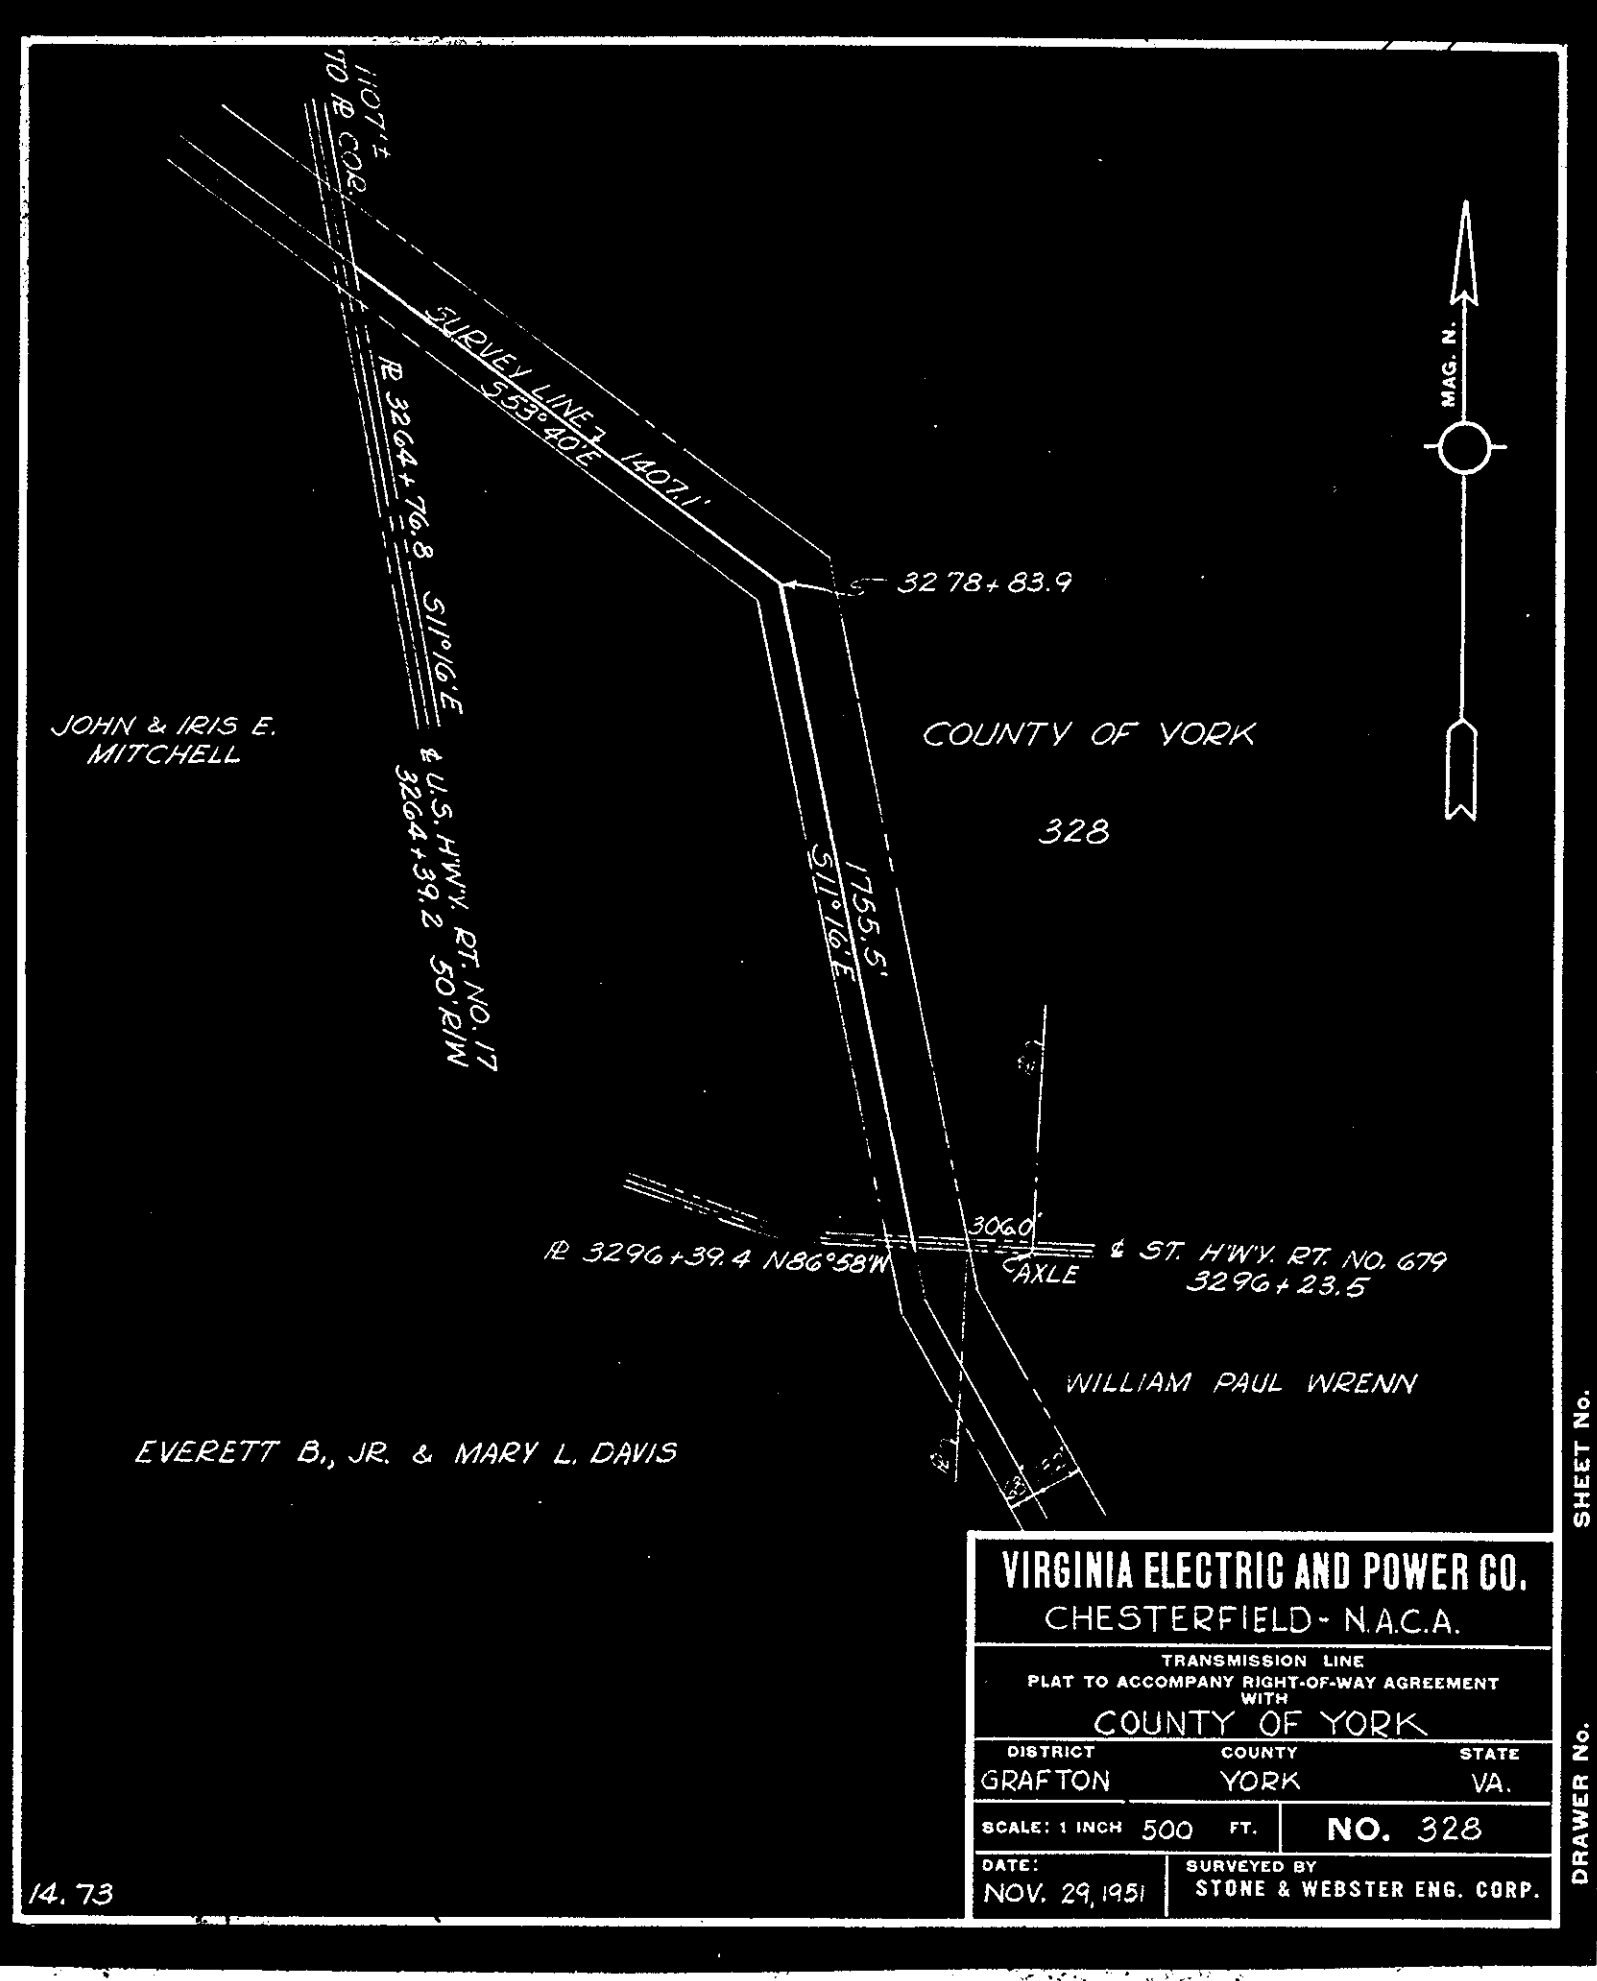 1107'±
TO ⅊ COR.
SURVEY LINE 1407.1'
S53°40'E
⅊ 3264+76.8 S11°16'E
3278+83.9
MAG. N.
JOHN & IRIS E.
MITCHELL
COUNTY OF YORK
328
℄ U.S. H'WY. RT. NO. 17
3264+39.2 50' R/W
1755.5'
S11°16'E
306.0'
⅊ 3296+39.4 N86°58'W
AXLE
℄ ST. H'WY. RT. NO. 679
3296+23.5
WILLIAM PAUL WRENN
EVERETT B., JR. & MARY L. DAVIS
VIRGINIA ELECTRIC AND POWER CO.
CHESTERFIELD - N.A.C.A.
TRANSMISSION LINE
PLAT TO ACCOMPANY RIGHT-OF-WAY AGREEMENT
WITH
COUNTY OF YORK
DISTRICT COUNTY STATE
GRAFTON YORK VA.
SCALE: 1 INCH 500 FT. NO. 328
DATE:
NOV. 29, 1951
SURVEYED BY
STONE & WEBSTER ENG. CORP.
14.73
SHEET No.
DRAWER No.